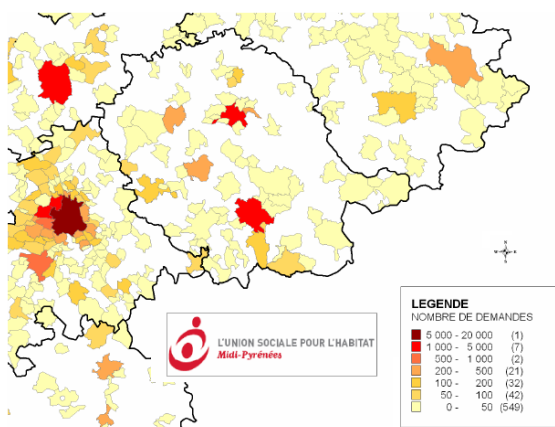 L'UNION SOCIALE POUR L'HABITAT
Midi-Pyrénées
N
W E
S
LEGENDE
NOMBRE DE DEMANDES
5 000 - 20 000 (1)
1 000 - 5 000 (7)
500 - 1 000 (2)
200 - 500 (21)
100 - 200 (32)
50 - 100 (42)
0 - 50 (549)